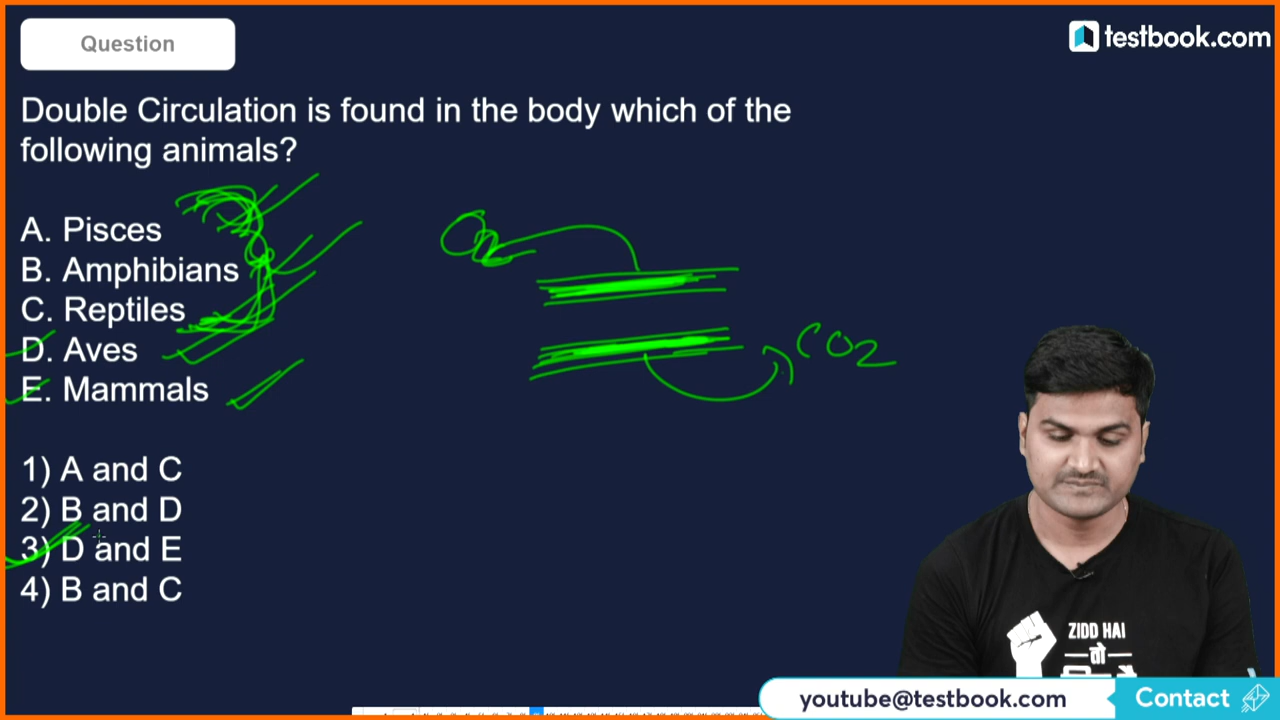 Question
testbook.com
Double Circulation is found in the body which of the
following animals?
A. Pisces
B. Amphibians
C. Reptiles
D. Aves
E. Mammals
O2
CO2
1) A and C
2) B and D
3) D and E
4) B and C
ZIDD HAI
तो
youtube@testbook.com
Contact